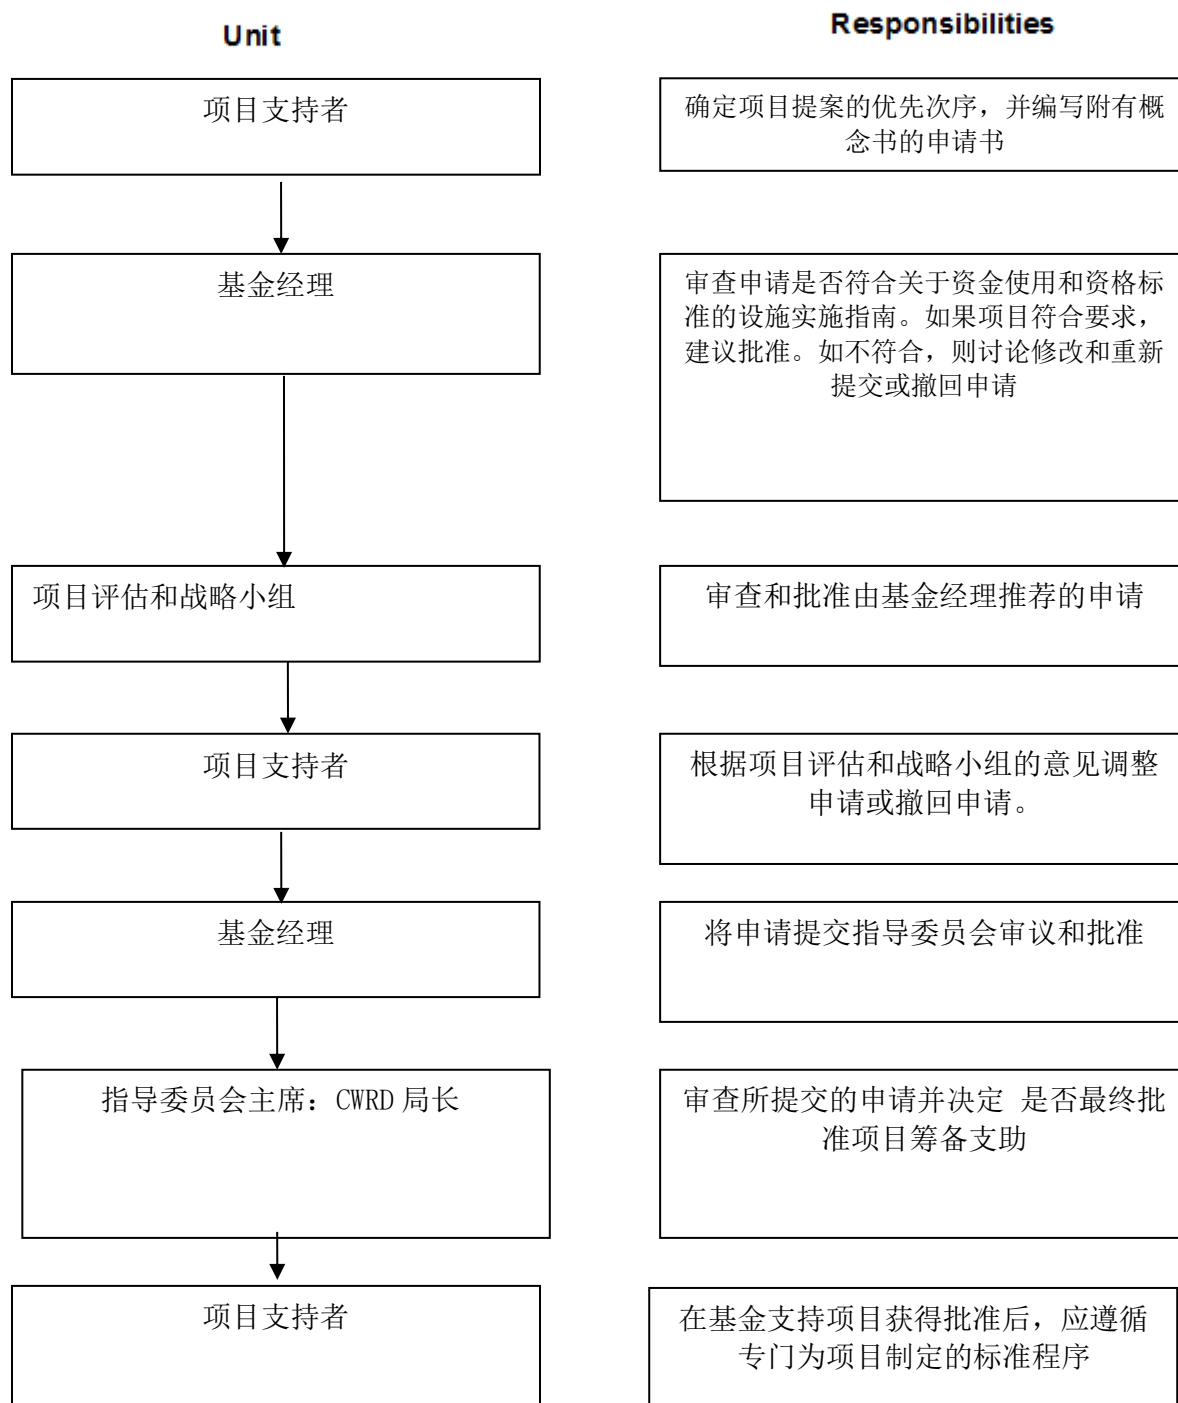 Unit
Responsibilities
项目支持者
确定项目提案的优先次序，并编写附有概
念书的申请书
基金经理
审查申请是否符合关于资金使用和资格标
准的设施实施指南。如果项目符合要求，
建议批准。如不符合，则讨论修改和重新
提交或撤回申请
项目评估和战略小组
审查和批准由基金经理推荐的申请
项目支持者
根据项目评估和战略小组的意见调整
申请或撤回申请。
基金经理
将申请提交指导委员会审议和批准
指导委员会主席：CWRD 局长
审查所提交的申请并决定 是否最终批
准项目筹备支助
项目支持者
在基金支持项目获得批准后，应遵循
专门为项目制定的标准程序